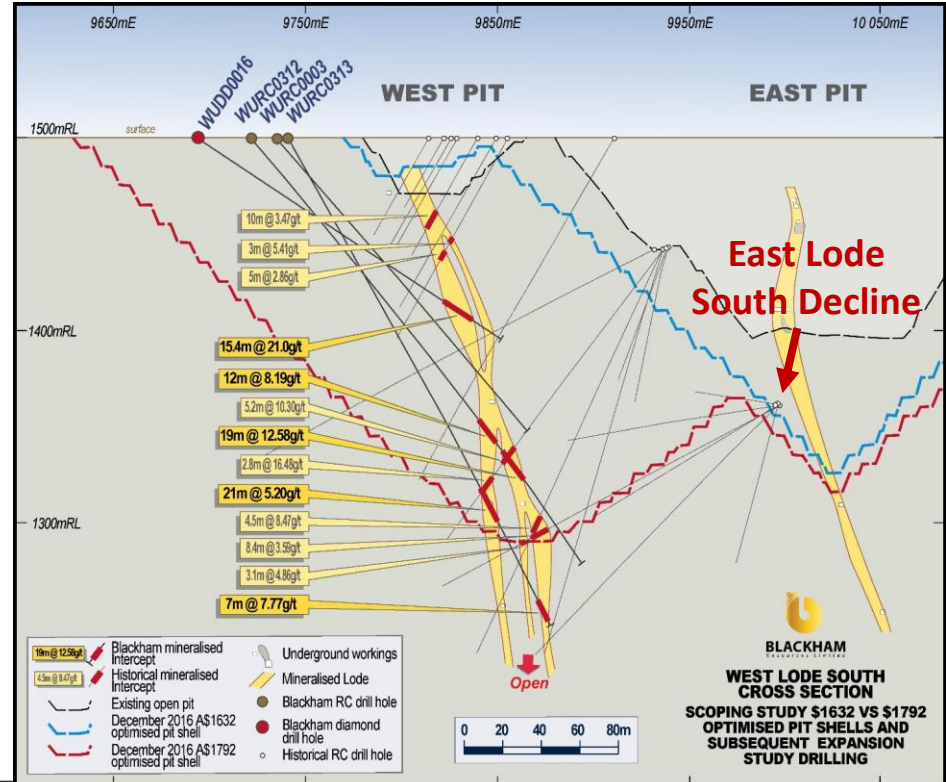 9650mE 9750mE 9850mE 9950mE 10 050mE
WUDD0016
WURC0312
WURC0003
WURC0313
WEST PIT
EAST PIT
1500mRL
surface
10m @ 3.47g/t
3m @ 5.41g/t
5m @ 2.86g/t
East Lode
South Decline
1400mRL
15.4m @ 21.0g/t
12m @ 8.19g/t
5.2m @ 10.30g/t
19m @ 12.58g/t
2.8m @ 16.48g/t
21m @ 5.20g/t
1300mRL
4.5m @ 8.47g/t
8.4m @ 3.59g/t
3.1m @ 4.86g/t
7m @ 7.77g/t
Open
19m @ 12.58g/t
Blackham mineralised
Intercept
4.5m @ 8.47g/t
Historical mineralised
Intercept
Existing open pit
December 2016 A$1632
optimised pit shell
December 2016 A$1792
optimised pit shell
Underground workings
Mineralised Lode
Blackham RC drill hole
Blackham diamond
drill hole
Historical RC drill hole
0 20 40 60 80m
BLACKHAM
Resources Limited
WEST LODE SOUTH
CROSS SECTION
SCOPING STUDY $1632 VS $1792
OPTIMISED PIT SHELLS AND
SUBSEQUENT EXPANSION
STUDY DRILLING